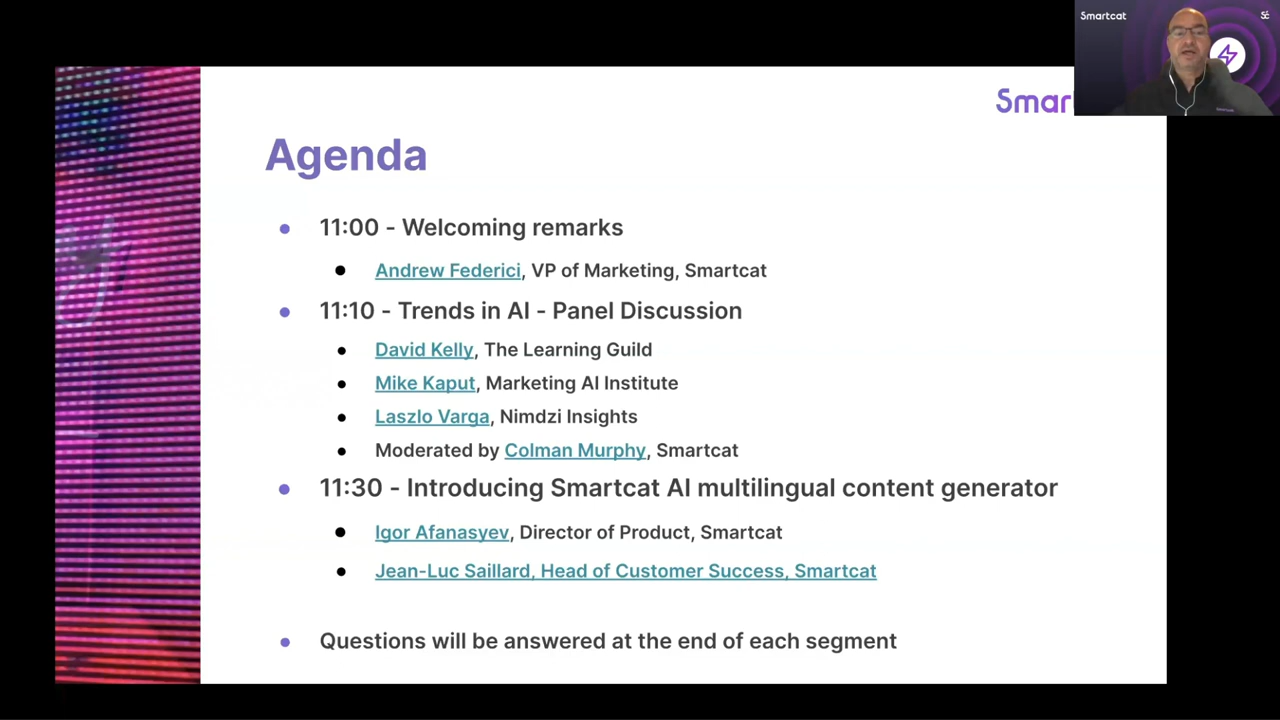 Smartcat
Agenda
11:00 - Welcoming remarks
Andrew Federici, VP of Marketing, Smartcat
11:10 - Trends in AI - Panel Discussion
David Kelly, The Learning Guild
Mike Kaput, Marketing AI Institute
Laszlo Varga, Nimdzi Insights
Moderated by Colman Murphy, Smartcat
11:30 - Introducing Smartcat AI multilingual content generator
Igor Afanasyev, Director of Product, Smartcat
Jean-Luc Saillard, Head of Customer Success, Smartcat
Questions will be answered at the end of each segment